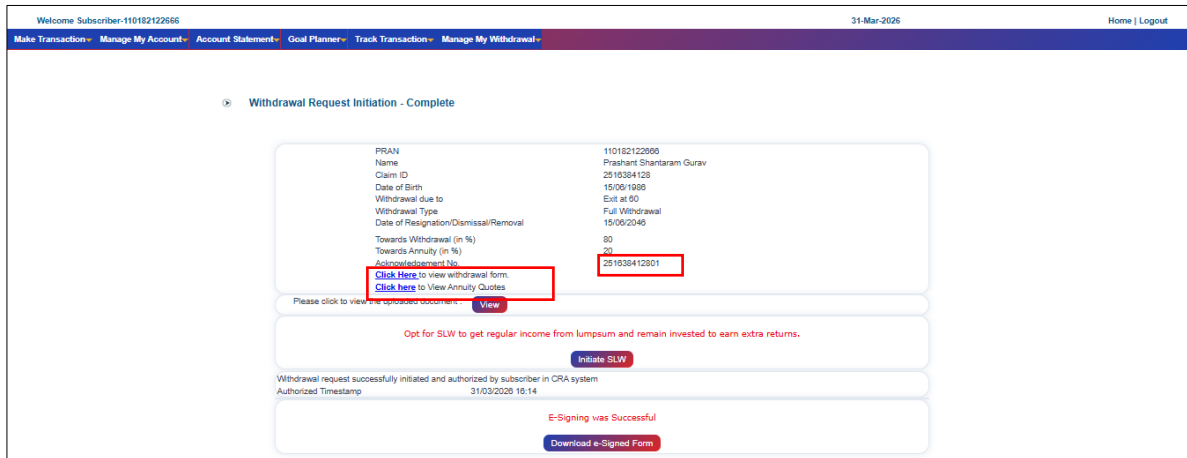 Welcome Subscriber-110182122666 31-Mar-2026 Home | Logout
Make Transaction Manage My Account Account Statement Goal Planner Track Transaction Manage My Withdrawal
Withdrawal Request Initiation - Complete
PRAN 110182122666
Name Prashant Shantaram Gurav
Claim ID 2516384128
Date of Birth 15/06/1986
Withdrawal due to Exit at 60
Withdrawal Type Full Withdrawal
Date of Resignation/Dismissal/Removal 15/06/2046
Towards Withdrawal (in %) 80
Towards Annuity (in %) 20
Acknowledgement No. 251638412801
Click Here to view withdrawal form.
Click here to View Annuity Quotes
Please click to view the uploaded document : View
Opt for SLW to get regular income from lumpsum and remain invested to earn extra returns.
Initiate SLW
Withdrawal request successfully initiated and authorized by subscriber in CRA system
Authorized Timestamp 31/03/2026 16:14
E-Signing was Successful
Download e-Signed Form